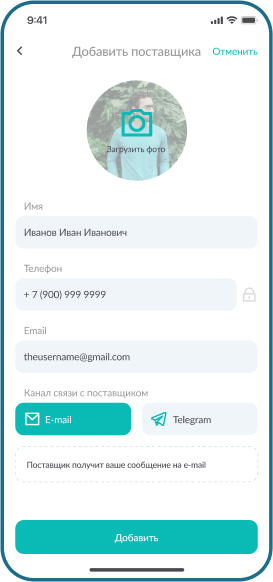 9:41
Добавить поставщика Отменить
Загрузить фото
Имя
Иванов Иван Иванович
Телефон
+ 7 (900) 999 9999
Email
theusername@gmail.com
Канал связи с поставщиком
E-mail Telegram
Поставщик получит ваше сообщение на e-mail
Добавить